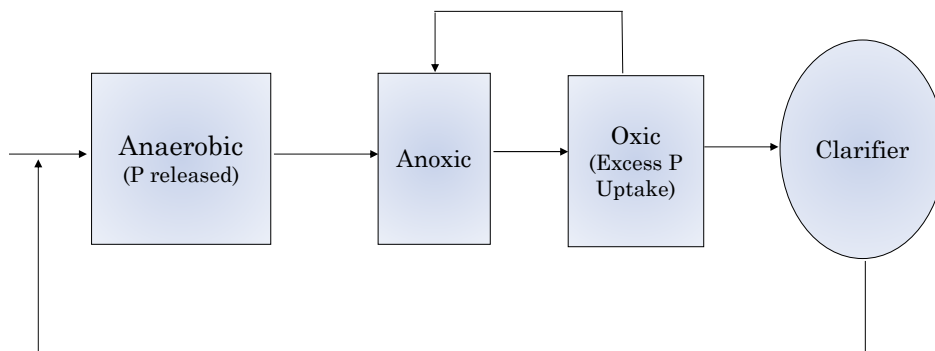 Anaerobic
(P released)
Anoxic
Oxic
(Excess P
Uptake)
Clarifier